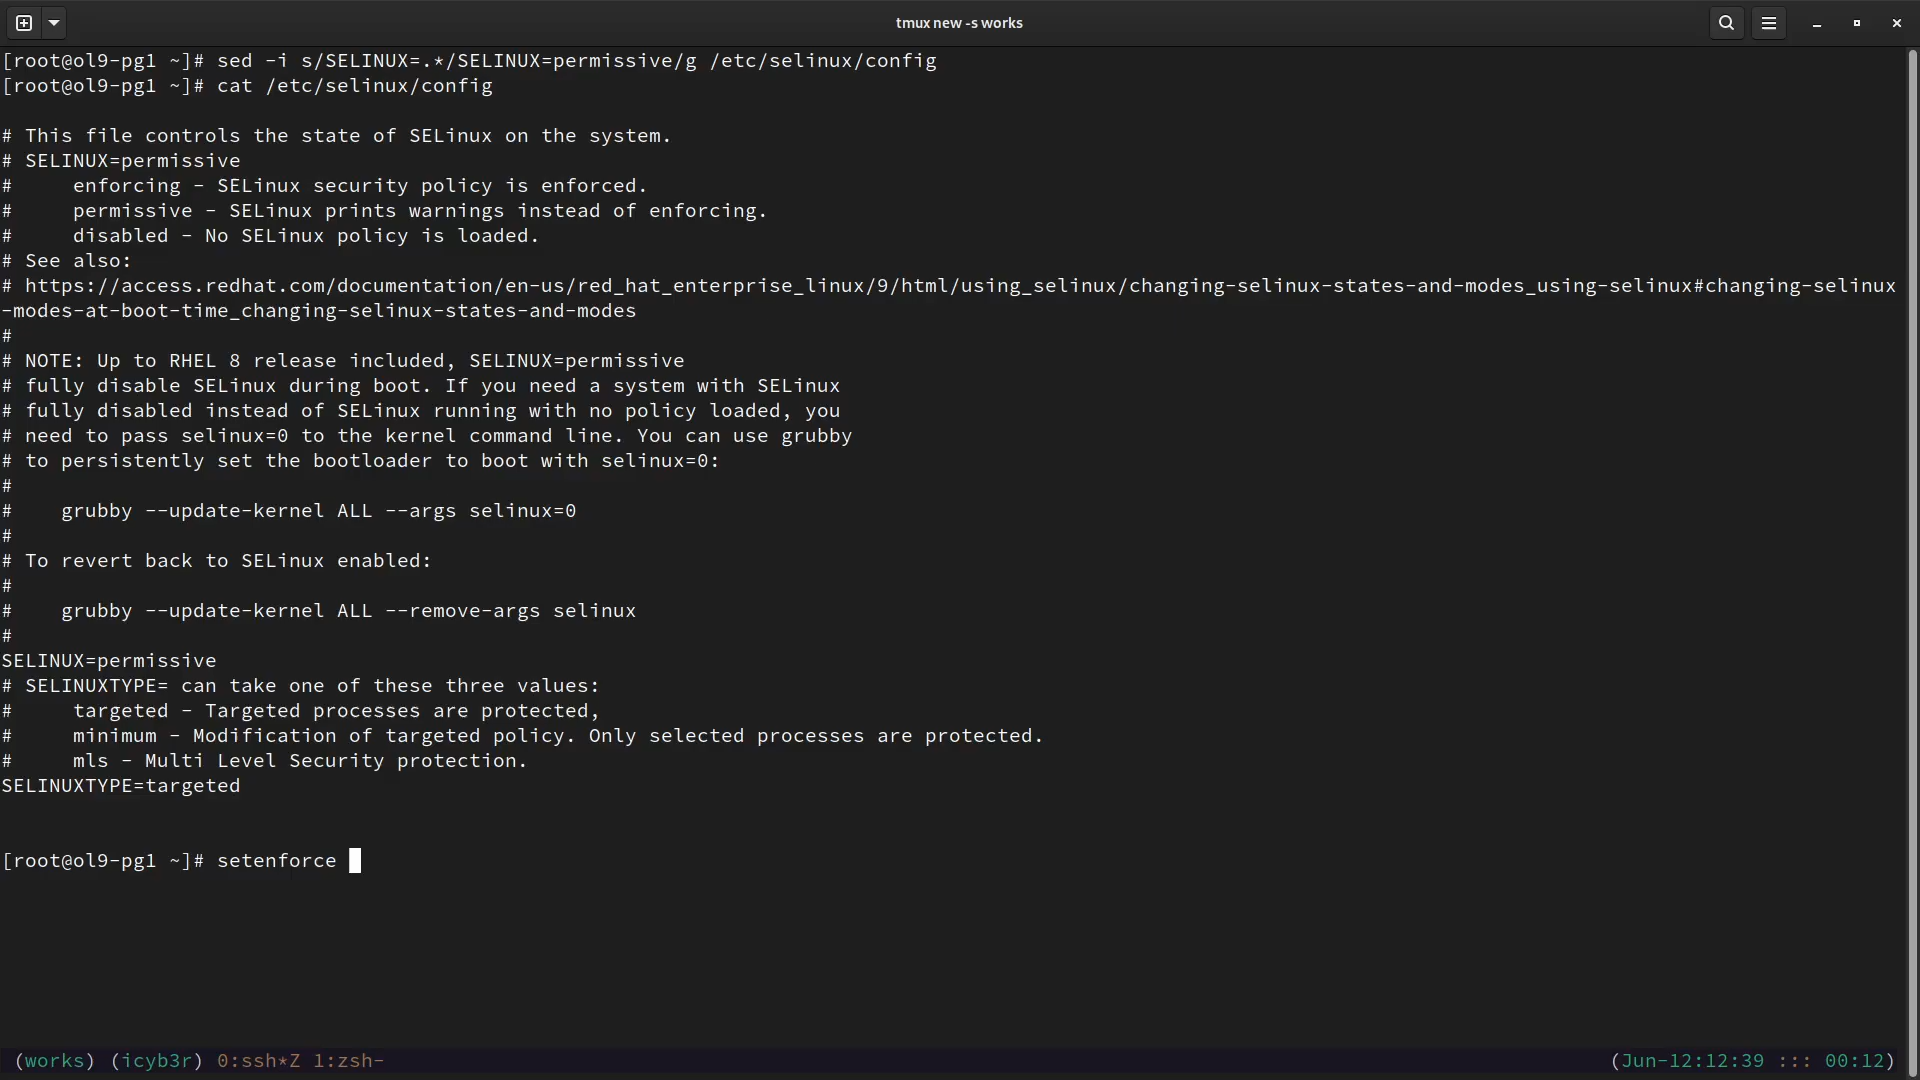 tmux new -s works
[root@ol9-pg1 ~]# sed -i s/SELINUX=.*/SELINUX=permissive/g /etc/selinux/config
[root@ol9-pg1 ~]# cat /etc/selinux/config
# This file controls the state of SELinux on the system.
# SELINUX=permissive
#     enforcing - SELinux security policy is enforced.
#     permissive - SELinux prints warnings instead of enforcing.
#     disabled - No SELinux policy is loaded.
# See also:
# https://access.redhat.com/documentation/en-us/red_hat_enterprise_linux/9/html/using_selinux/changing-selinux-states-and-modes_using-selinux#changing-selinux
-modes-at-boot-time_changing-selinux-states-and-modes
#
# NOTE: Up to RHEL 8 release included, SELINUX=permissive
# fully disable SELinux during boot. If you need a system with SELinux
# fully disabled instead of SELinux running with no policy loaded, you
# need to pass selinux=0 to the kernel command line. You can use grubby
# to persistently set the bootloader to boot with selinux=0:
#
#    grubby --update-kernel ALL --args selinux=0
#
# To revert back to SELinux enabled:
#
#    grubby --update-kernel ALL --remove-args selinux
#
SELINUX=permissive
# SELINUXTYPE= can take one of these three values:
#     targeted - Targeted processes are protected,
#     minimum - Modification of targeted policy. Only selected processes are protected.
#     mls - Multi Level Security protection.
SELINUXTYPE=targeted
[root@ol9-pg1 ~]# setenforce
(works) (icyb3r) 0:ssh*Z 1:zsh- (Jun-12:12:39 ::: 00:12)